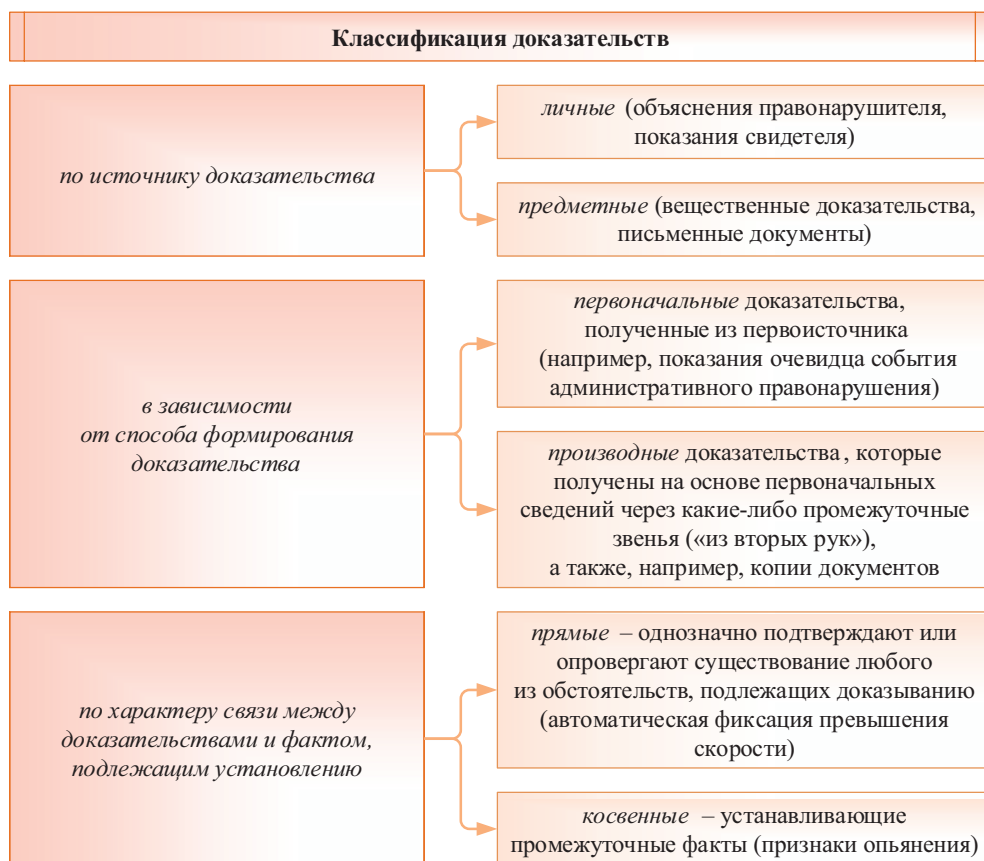 Классификация доказательств
по источнику доказательства
личные (объяснения правонарушителя,
показания свидетеля)
предметные (вещественные доказательства,
письменные документы)
в зависимости
от способа формирования
доказательства
первоначальные доказательства,
полученные из первоисточника
(например, показания очевидца события
административного правонарушения)
производные доказательства , которые
получены на основе первоначальных
сведений через какие-либо промежуточные
звенья («из вторых рук»),
а также, например, копии документов
по характеру связи между
доказательствами и фактом,
подлежащим установлению
прямые – однозначно подтверждают или
опровергают существование любого
из обстоятельств, подлежащих доказыванию
(автоматическая фиксация превышения
скорости)
косвенные – устанавливающие
промежуточные факты (признаки опьянения)